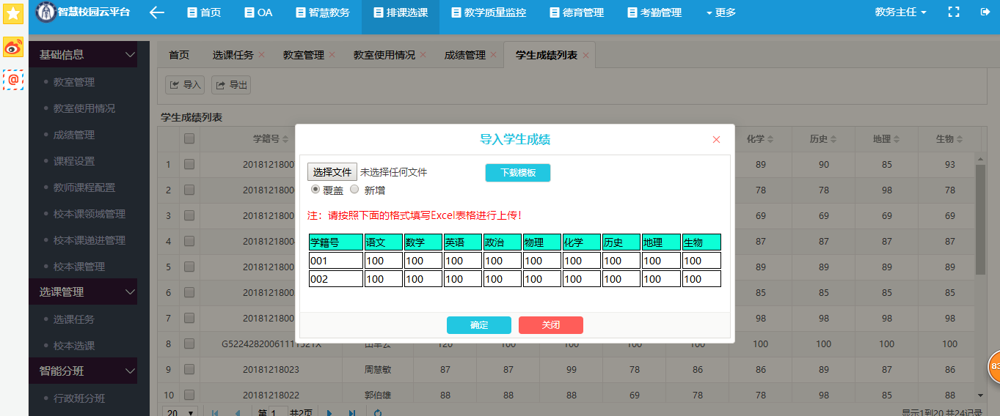 智慧校园云平台 首页 OA 智慧教务 排课选课 教学质量监控 德育管理 考勤管理 更多 教务主任
基础信息
教室管理
教室使用情况
成绩管理
课程设置
教师课程配置
校本课领域管理
校本课递进管理
校本课管理
选课管理
选课任务
校本选课
智能分班
行政班分班
首页 选课任务 教室管理 教室使用情况 成绩管理 学生成绩列表
导入 导出
学生成绩列表
学籍号 化学 历史 地理 生物
1 2018121800 89 90 85 93
2 2018121800 78 78 98 78
3 2018121800 69 69 69 69
4 2018121800 87 87 87 87
5 2018121800 89 89 89 89
6 2018121800 85 85 85 85
7 2018121800 98 98 98 98
8 100 100 100 100
9 20181218023 周慧敏 87 87 99 78 86 86 89 87 86
10 20181218022 郭伯雄 88 88 88 69 78 78 98 85 88
20 第 1 共2页 显示1到20,共24记录
导入学生成绩
选择文件 未选择任何文件 下载模板
覆盖 新增
注：请按照下面的格式填写Excel表格进行上传！
学籍号 语文 数学 英语 政治 物理 化学 历史 地理 生物
001 100 100 100 100 100 100 100 100 100
002 100 100 100 100 100 100 100 100 100
确定 关闭
83